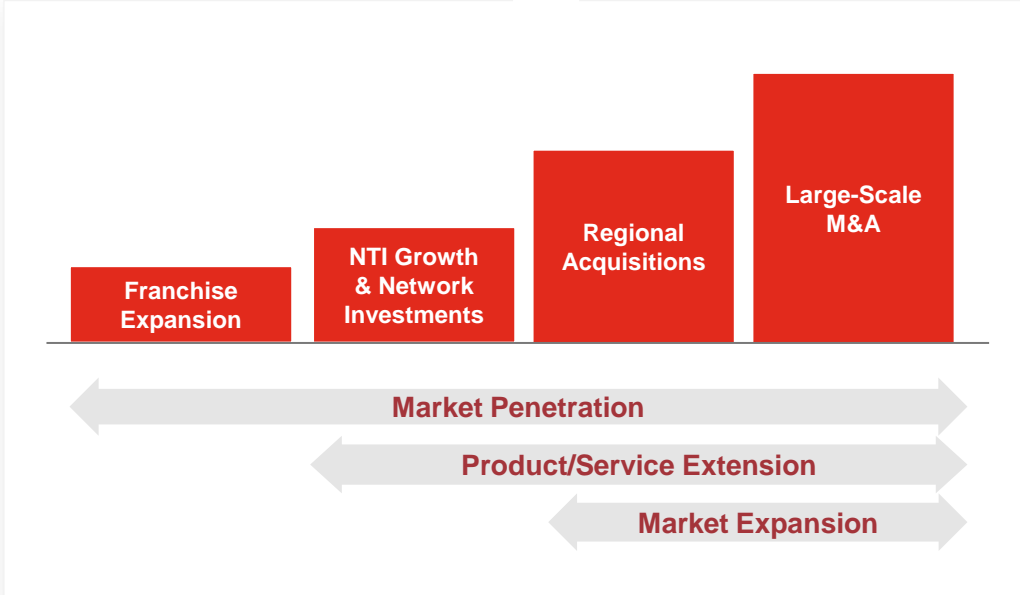 Franchise
Expansion
NTI Growth
& Network
Investments
Regional
Acquisitions
Large-Scale
M&A
Market Penetration
Product/Service Extension
Market Expansion